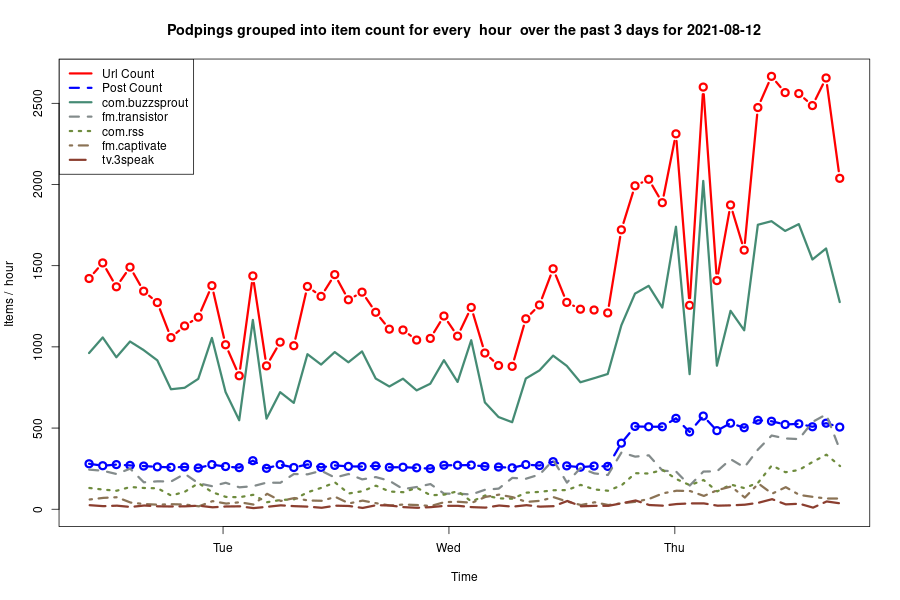 Podpings grouped into item count for every  hour  over the past 3 days for 2021-08-12
Url Count
Post Count
com.buzzsprout
fm.transistor
com.rss
fm.captivate
tv.3speak
2500
2000
1500
1000
500
0
Items /  hour
Tue
Wed
Thu
Time